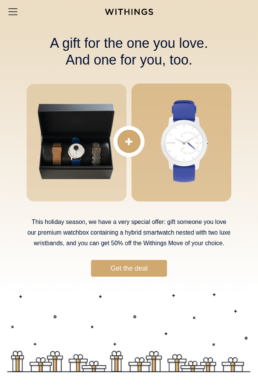 WITHINGS
A gift for the one you love.
And one for you, too.
This holiday season, we have a very special offer: gift someone you love
our premium watchbox containing a hybrid smartwatch nested with two luxe
wristbands, and you can get 50% off the Withings Move of your choice.
Get the deal